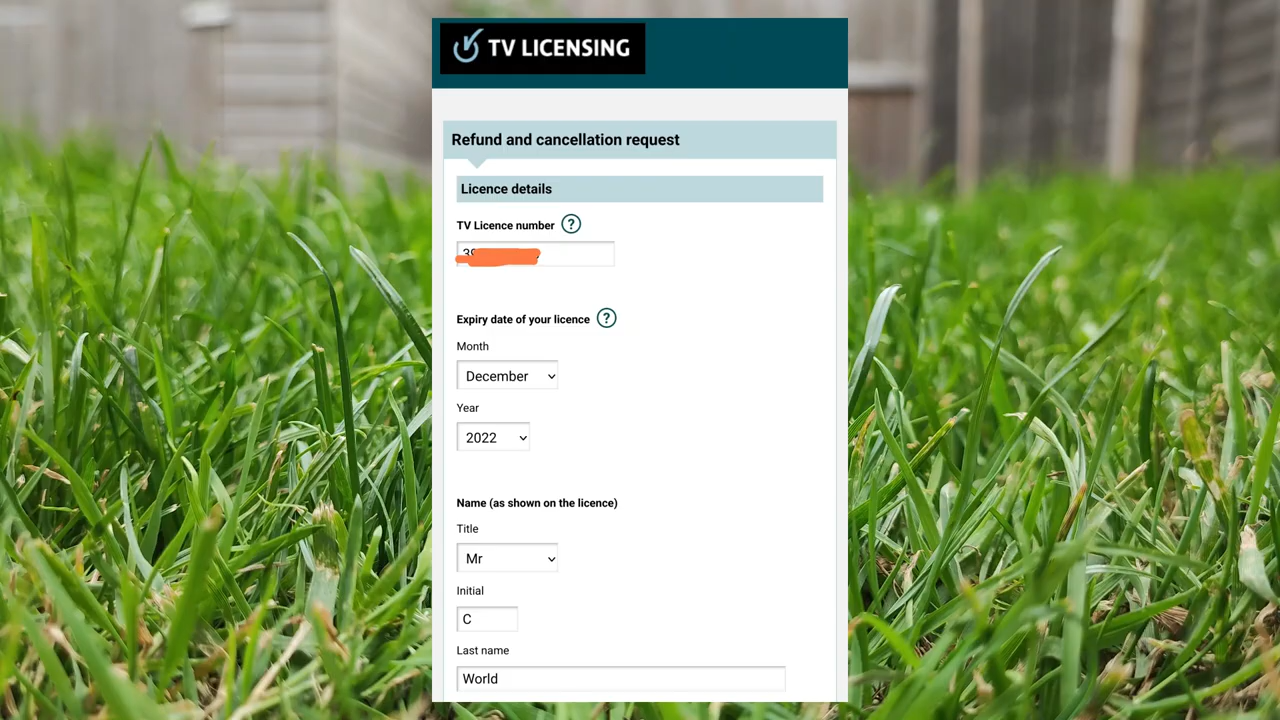 TV LICENSING
Refund and cancellation request
Licence details
TV Licence number ?
Expiry date of your licence ?
Month
December
Year
2022
Name (as shown on the licence)
Title
Mr
Initial
C
Last name
World